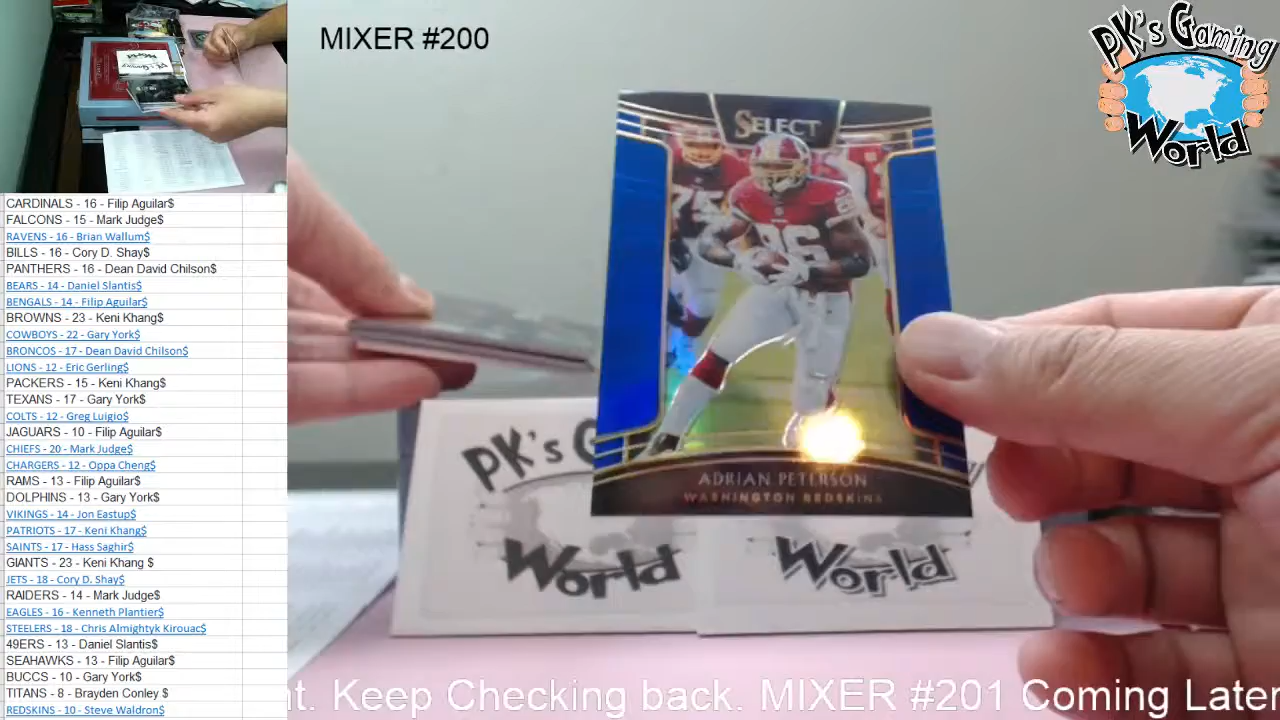 MIXER #200
PK's Gaming
World
CARDINALS - 16 - Filip Aguilar$
FALCONS - 15 - Mark Judge$
RAVENS - 16 - Brian Wallum$
BILLS - 16 - Cory D. Shay$
PANTHERS - 16 - Dean David Chilson$
BEARS - 14 - Daniel Slantis$
BENGALS - 14 - Filip Aguilar$
BROWNS - 23 - Keni Khang$
COWBOYS - 22 - Gary York$
BRONCOS - 17 - Dean David Chilson$
LIONS - 12 - Eric Gerling$
PACKERS - 15 - Keni Khang$
TEXANS - 17 - Gary York$
COLTS - 12 - Greg Luigio$
JAGUARS - 10 - Filip Aguilar$
CHIEFS - 20 - Mark Judge$
CHARGERS - 12 - Oppa Cheng$
RAMS - 13 - Filip Aguilar$
DOLPHINS - 13 - Gary York$
VIKINGS - 14 - Jon Eastup$
PATRIOTS - 17 - Keni Khang$
SAINTS - 17 - Hass Saghir$
GIANTS - 23 - Keni Khang $
JETS - 18 - Cory D. Shay$
RAIDERS - 14 - Mark Judge$
EAGLES - 16 - Kenneth Plantier$
STEELERS - 18 - Chris Almightyk Kirouac$
49ERS - 13 - Daniel Slantis$
SEAHAWKS - 13 - Filip Aguilar$
BUCCS - 10 - Gary York$
TITANS - 8 - Brayden Conley $
REDSKINS - 10 - Steve Waldron$
SELECT
75
26
ADRIAN PETERSON
WASHINGTON REDSKINS
PK's G
World
World
nt. Keep Checking back. MIXER #201 Coming Later